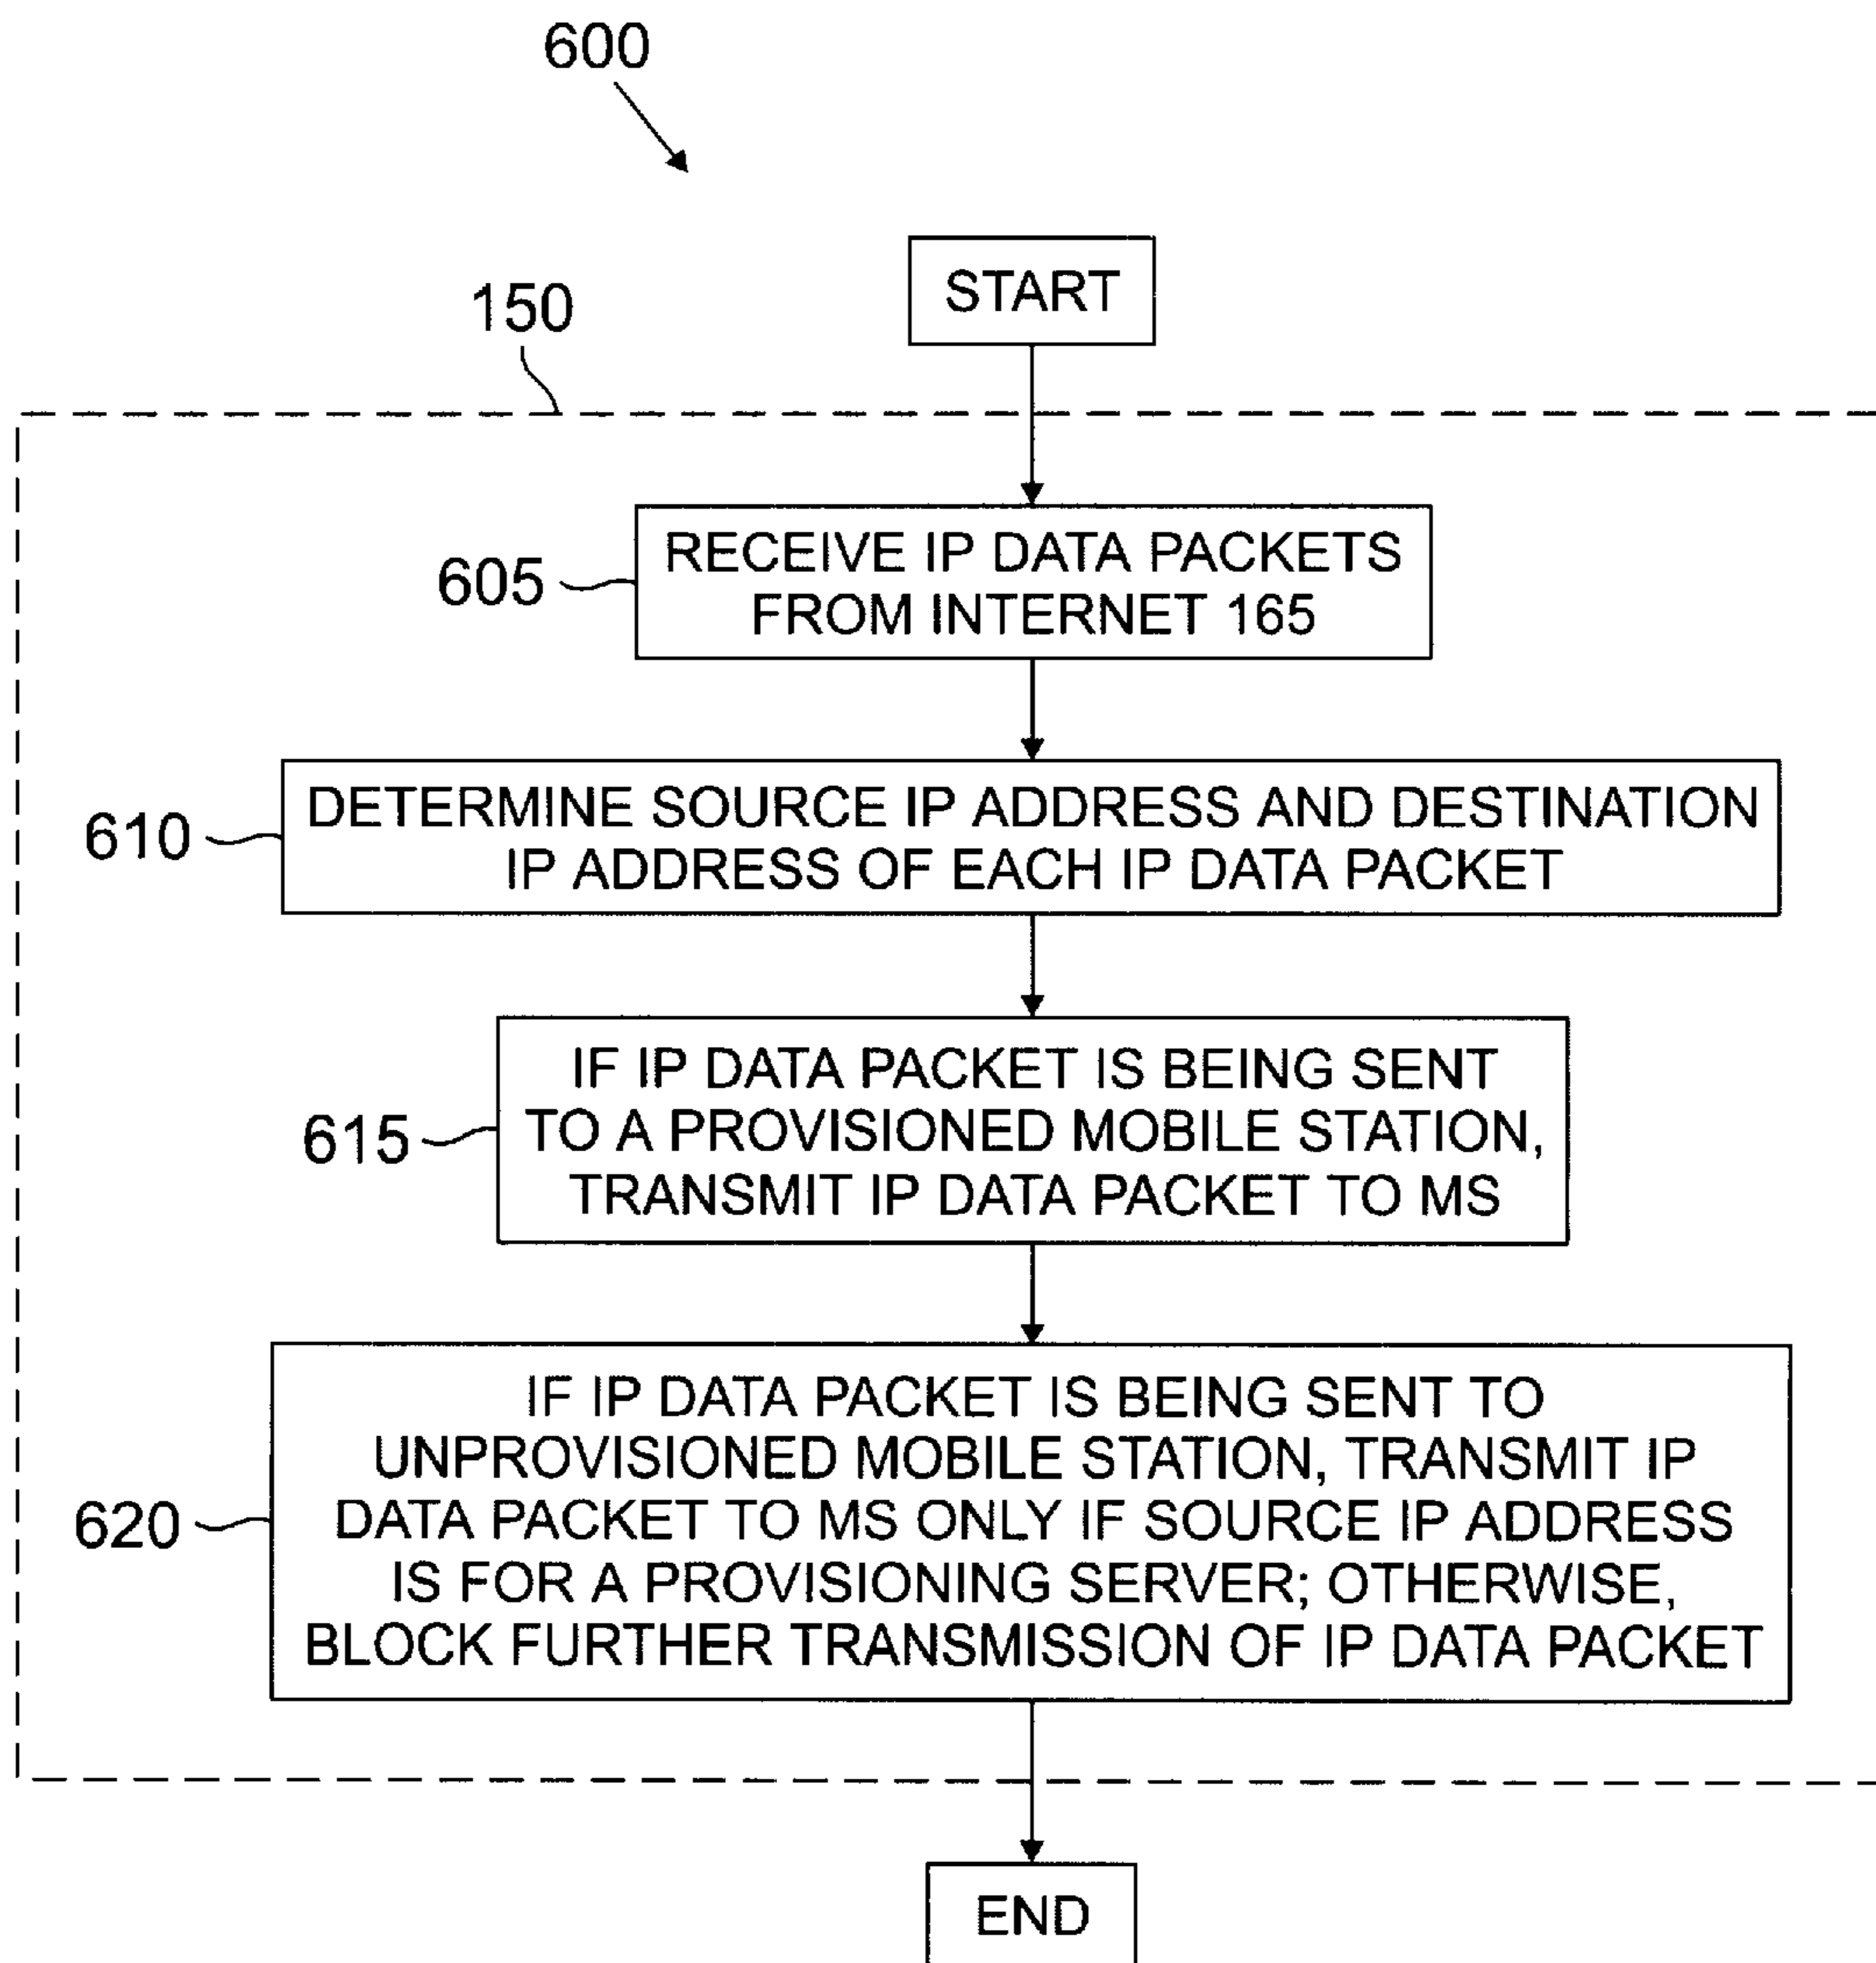 600
START
150
605
RECEIVE IP DATA PACKETS
FROM INTERNET 165
610
DETERMINE SOURCE IP ADDRESS AND DESTINATION
IP ADDRESS OF EACH IP DATA PACKET
615
IF IP DATA PACKET IS BEING SENT
TO A PROVISIONED MOBILE STATION,
TRANSMIT IP DATA PACKET TO MS
620
IF IP DATA PACKET IS BEING SENT TO
UNPROVISIONED MOBILE STATION, TRANSMIT IP
DATA PACKET TO MS ONLY IF SOURCE IP ADDRESS
IS FOR A PROVISIONING SERVER; OTHERWISE,
BLOCK FURTHER TRANSMISSION OF IP DATA PACKET
END